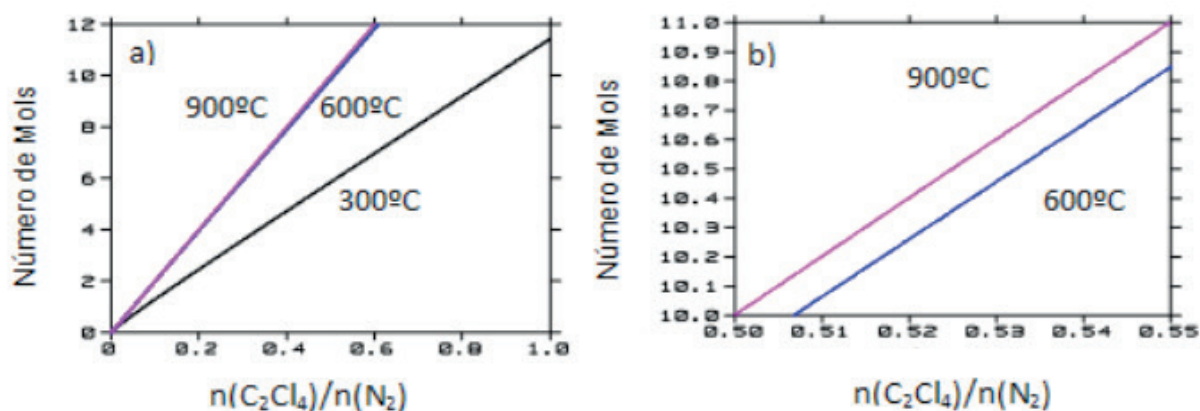 a)
Número de Mols
12
10
8
6
4
2
0
900ºC
600ºC
300ºC
0 0.2 0.4 0.6 0.8 1.0
n(C₂Cl₄)/n(N₂)
b)
Número de Mols
11.0
10.9
10.8
10.7
10.6
10.5
10.4
10.3
10.2
10.1
10.0
900ºC
600ºC
0.50 0.51 0.52 0.53 0.54 0.55
n(C₂Cl₄)/n(N₂)